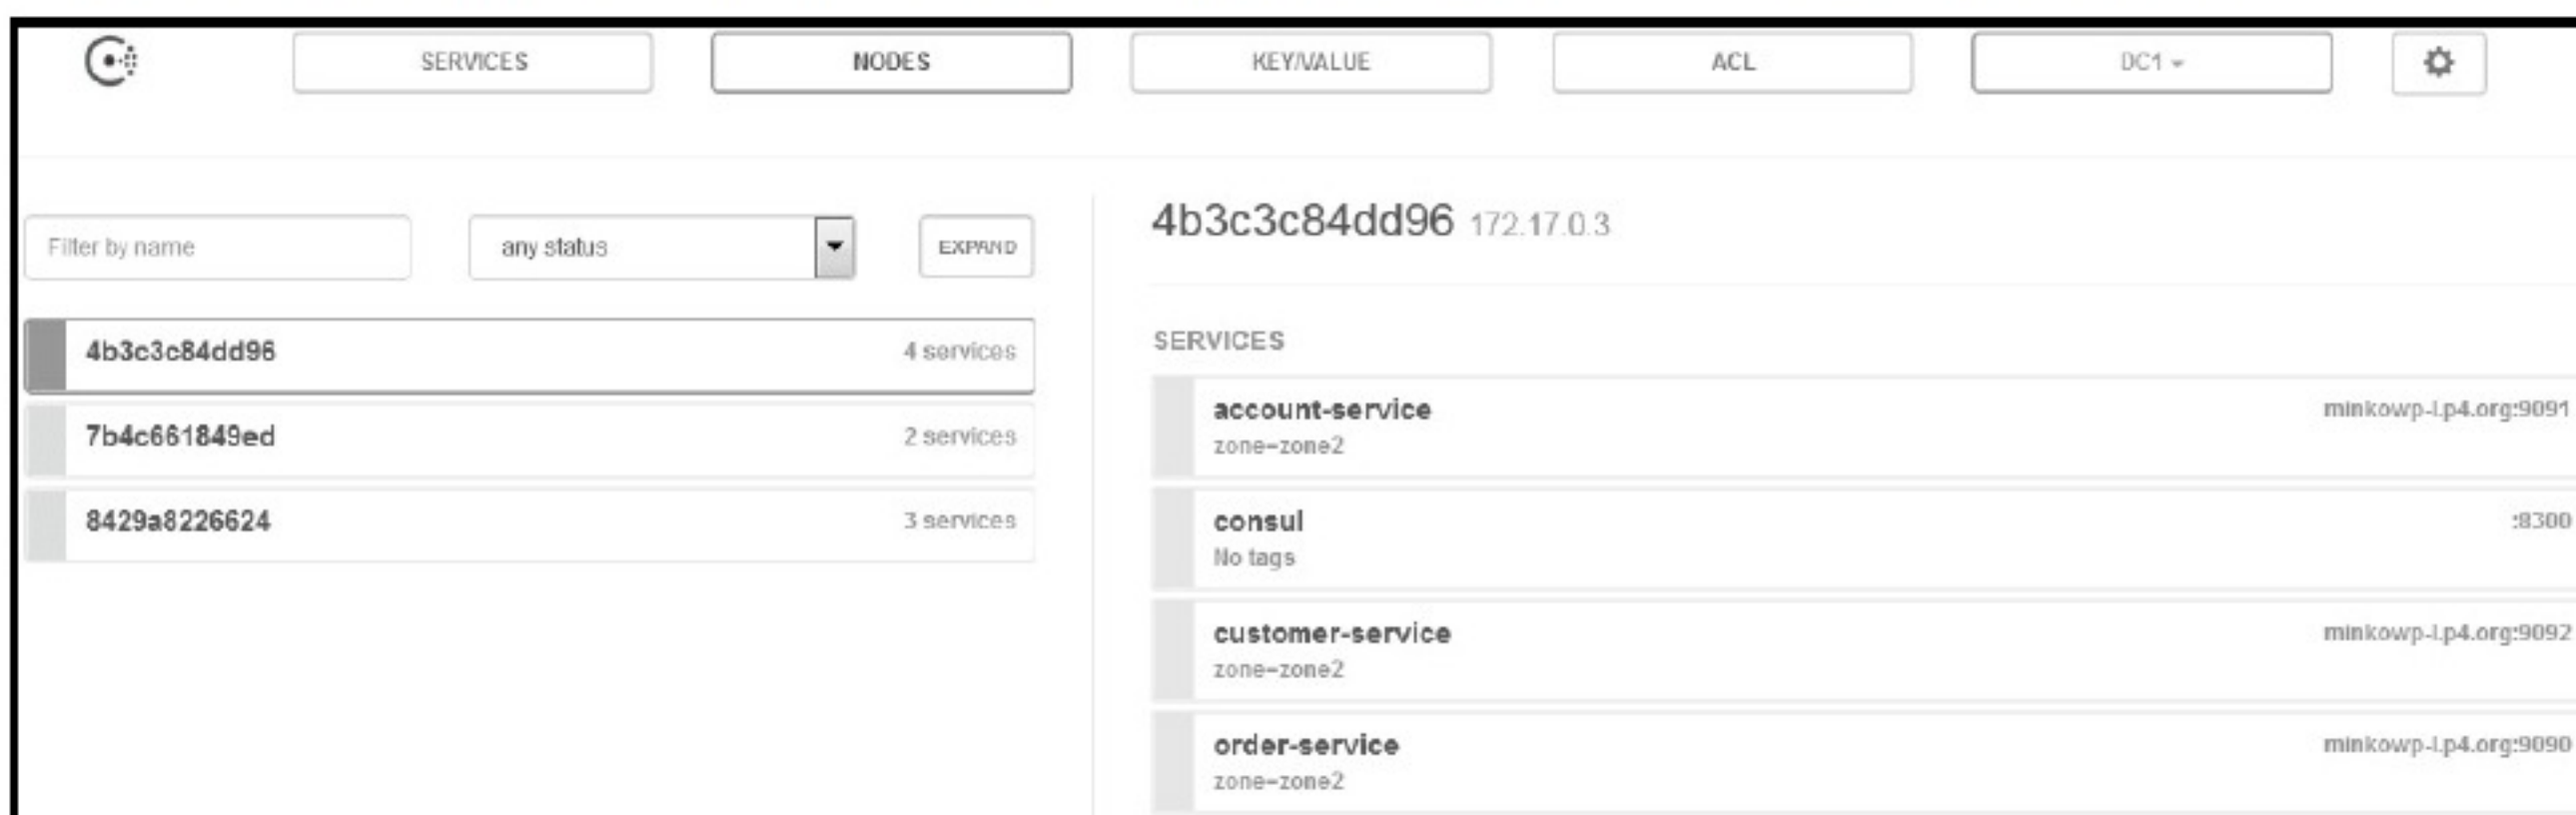 SERVICES NODES KEY/VALUE ACL DC1
Filter by name any status EXPAND
4b3c3c84dd96 4 services
7b4c661849ed 2 services
8429a8226624 3 services
4b3c3c84dd96 172.17.0.3
SERVICES
account-service minkowp-l.p4.org:9091
zone=zone2
consul :8300
No tags
customer-service minkowp-l.p4.org:9092
zone=zone2
order-service minkowp-l.p4.org:9090
zone=zone2